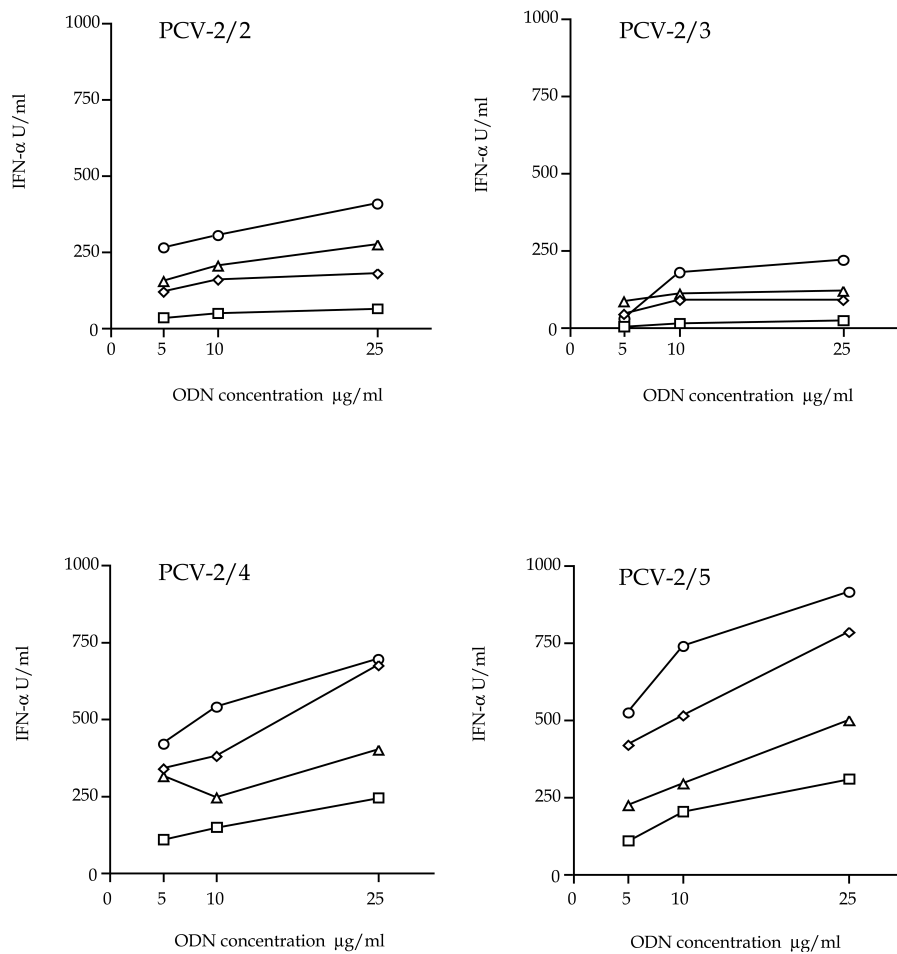 PCV-2/2
1000
750
500
250
0
IFN-α U/ml
0 5 10 25
ODN concentration µg/ml
PCV-2/3
1000
750
500
250
0
IFN-α U/ml
0 5 10 25
ODN concentration µg/ml
PCV-2/4
1000
750
500
250
0
IFN-α U/ml
0 5 10 25
ODN concentration µg/ml
PCV-2/5
1000
750
500
250
0
IFN-α U/ml
0 5 10 25
ODN concentration µg/ml